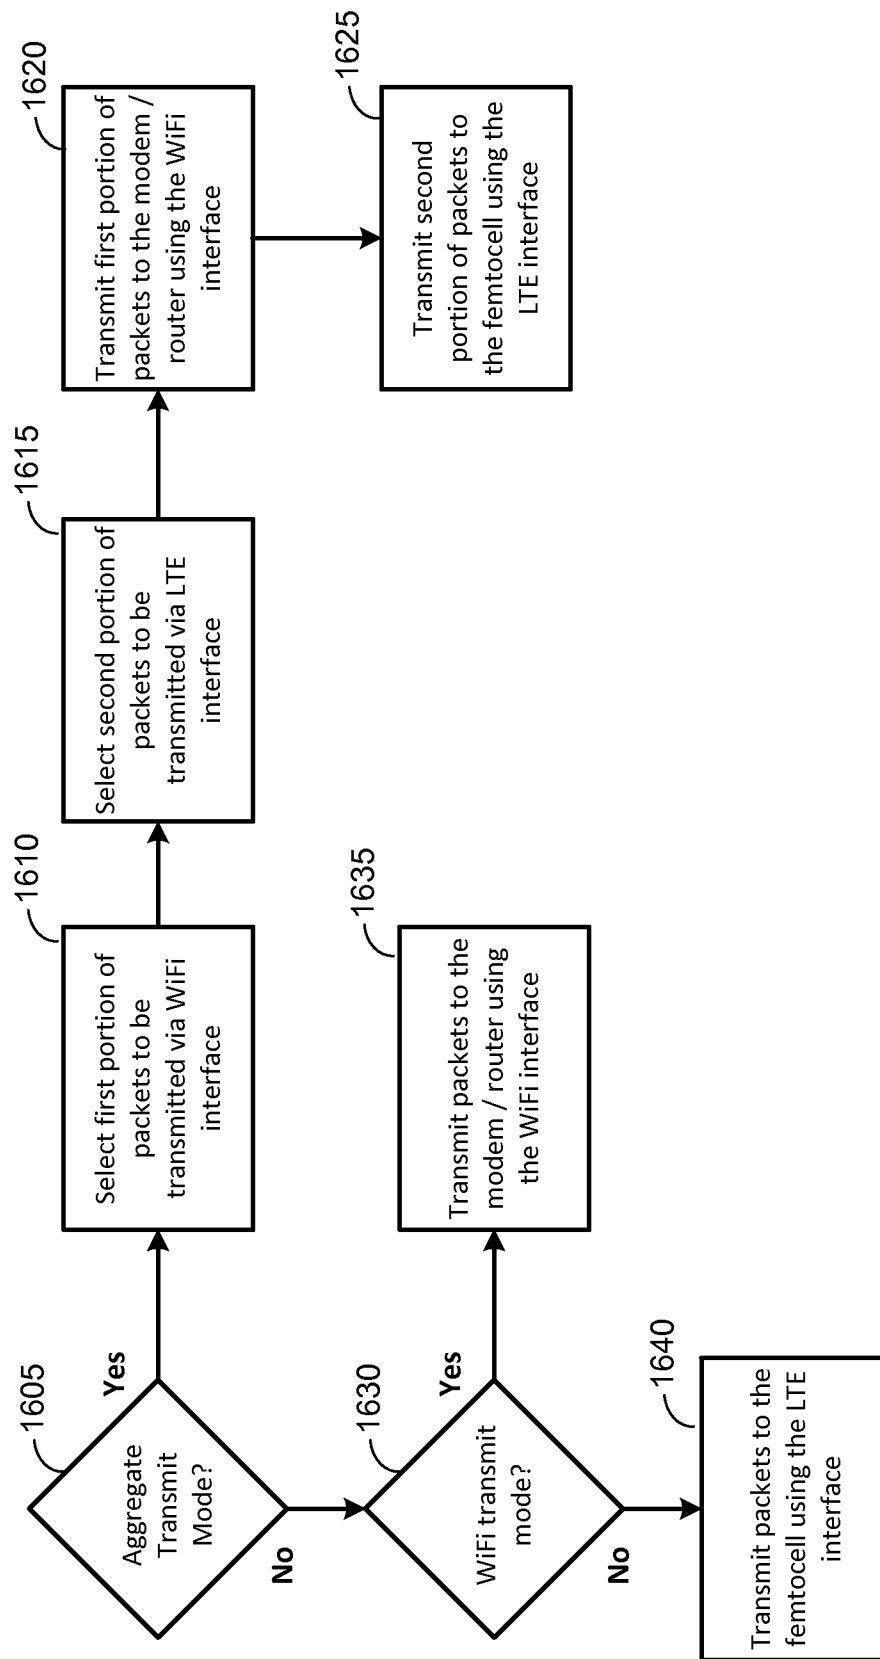 1605
Aggregate
Transmit
Mode?
Yes
No
1610
Select first portion of
packets to be
transmitted via WiFi
interface
1615
Select second portion of
packets to be
transmitted via LTE
interface
1620
Transmit first portion of
packets to the modem /
router using the WiFi
interface
1625
Transmit second
portion of packets to
the femtocell using the
LTE interface
1630
WiFi transmit
mode?
Yes
No
1635
Transmit packets to the
modem / router using
the WiFi interface
1640
Transmit packets to the
femtocell using the LTE
interface